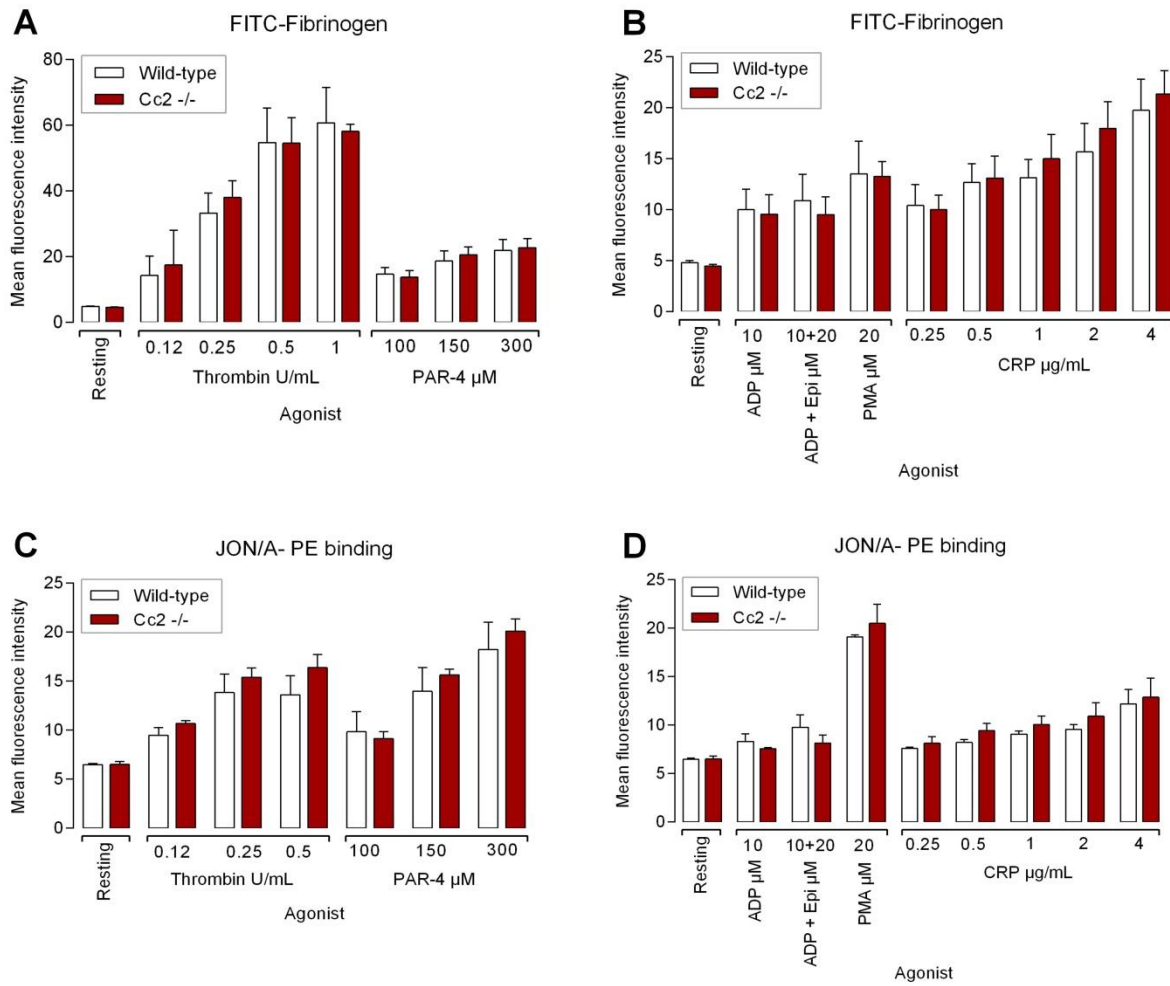 A
FITC-Fibrinogen
Mean fluorescence intensity
80
60
40
20
0
Wild-type
Cc2 -/-
Resting
0.12 0.25 0.5 1
Thrombin U/mL
100 150 300
PAR-4 µM
Agonist
B
FITC-Fibrinogen
Mean fluorescence intensity
25
20
15
10
5
0
Wild-type
Cc2 -/-
Resting
10 10+20 20
ADP µM
ADP + Epi µM
PMA µM
0.25 0.5 1 2 4
CRP µg/mL
Agonist
C
JON/A- PE binding
Mean fluorescence intensity
25
20
15
10
5
0
Wild-type
Cc2 -/-
Resting
0.12 0.25 0.5
Thrombin U/mL
100 150 300
PAR-4 µM
Agonist
D
JON/A- PE binding
Mean fluorescence intensity
25
20
15
10
5
0
Wild-type
Cc2 -/-
Resting
10 10+20 20
ADP µM
ADP + Epi µM
PMA µM
0.25 0.5 1 2 4
CRP µg/mL
Agonist